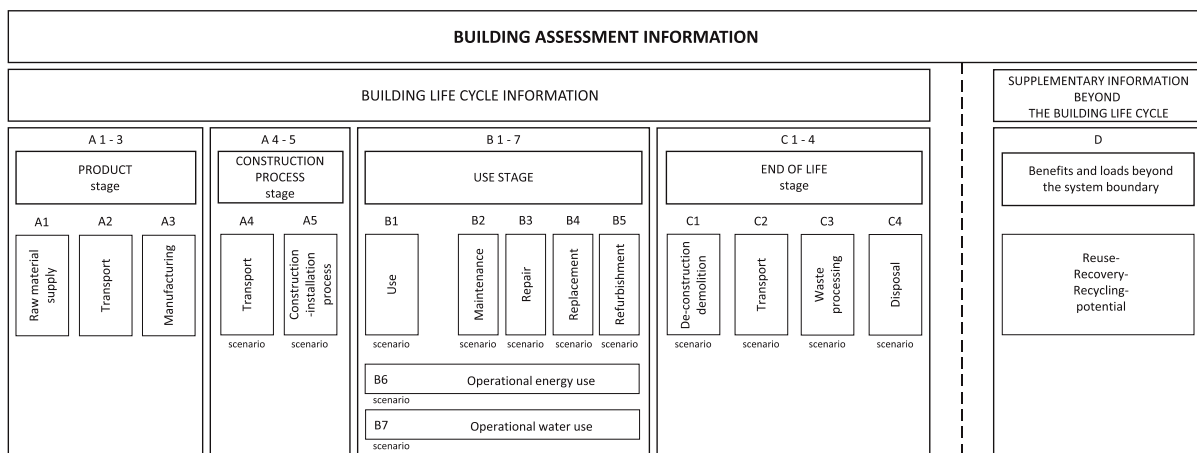 BUILDING ASSESSMENT INFORMATION
BUILDING LIFE CYCLE INFORMATION
SUPPLEMENTARY INFORMATION
BEYOND
THE BUILDING LIFE CYCLE
A 1 - 3
PRODUCT
stage
A1
A2
A3
Raw material
supply
Transport
Manufacturing
A 4 - 5
CONSTRUCTION
PROCESS
stage
A4
A5
Transport
Construction
-installation
process
scenario
scenario
B 1 - 7
USE STAGE
B1
B2
B3
B4
B5
Use
Maintenance
Repair
Replacement
Refurbishment
scenario
scenario
scenario
scenario
scenario
B6
Operational energy use
scenario
B7
Operational water use
scenario
C 1 - 4
END OF LIFE
stage
C1
C2
C3
C4
De-construction
demolition
Transport
Waste
processing
Disposal
scenario
scenario
scenario
scenario
D
Benefits and loads beyond
the system boundary
Reuse-
Recovery-
Recycling-
potential